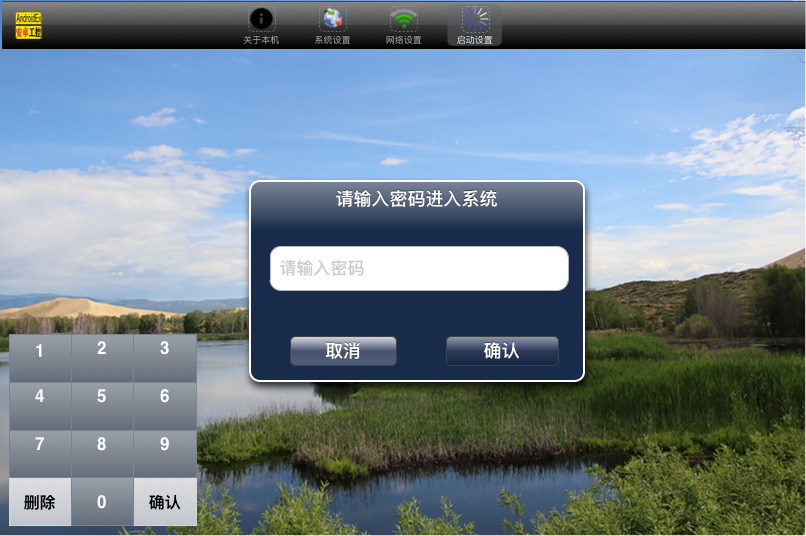 AndroidEn
安卓工控
关于本机
系统设置
网络设置
启动设置
请输入密码进入系统
请输入密码
取消
确认
1 2 3
4 5 6
7 8 9
删除 0 确认